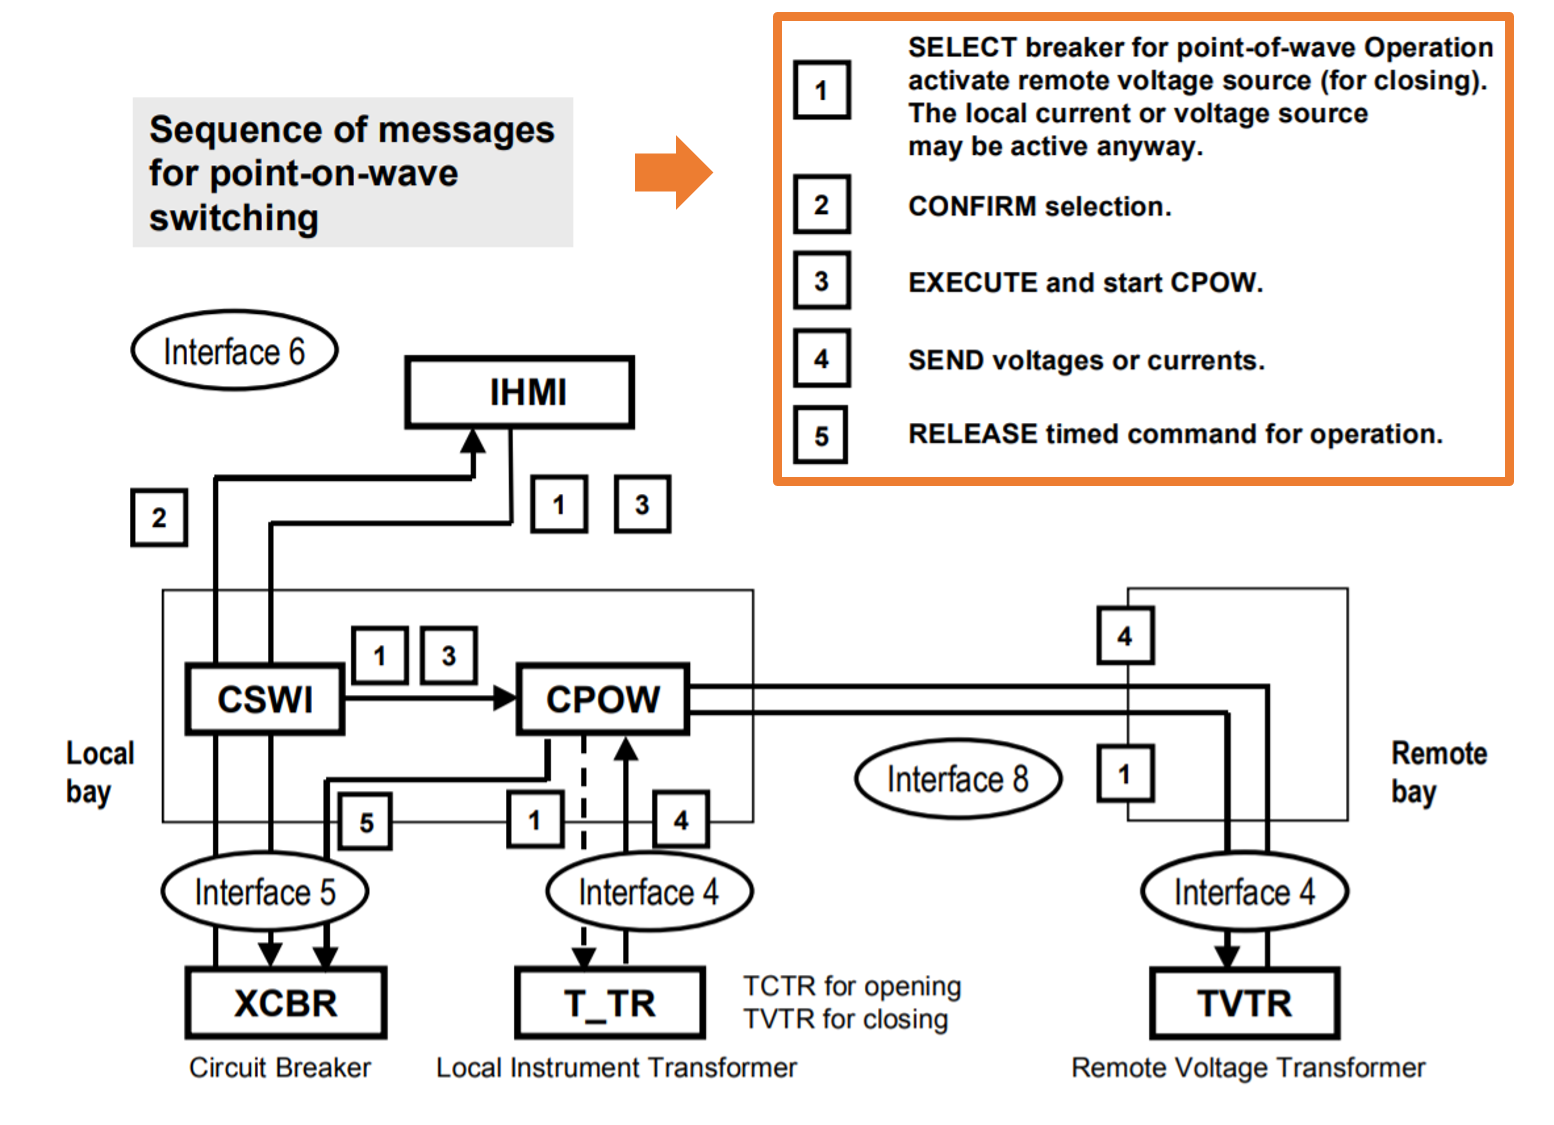 Sequence of messages
for point-on-wave
switching
1
SELECT breaker for point-of-wave Operation
activate remote voltage source (for closing).
The local current or voltage source
may be active anyway.
2
CONFIRM selection.
3
EXECUTE and start CPOW.
4
SEND voltages or currents.
5
RELEASE timed command for operation.
Interface 6
IHMI
2
1
3
1
3
4
CSWI
CPOW
Local
bay
Interface 8
1
Remote
bay
5
1
4
Interface 5
Interface 4
Interface 4
XCBR
T_TR
TCTR for opening
TVTR for closing
TVTR
Circuit Breaker
Local Instrument Transformer
Remote Voltage Transformer